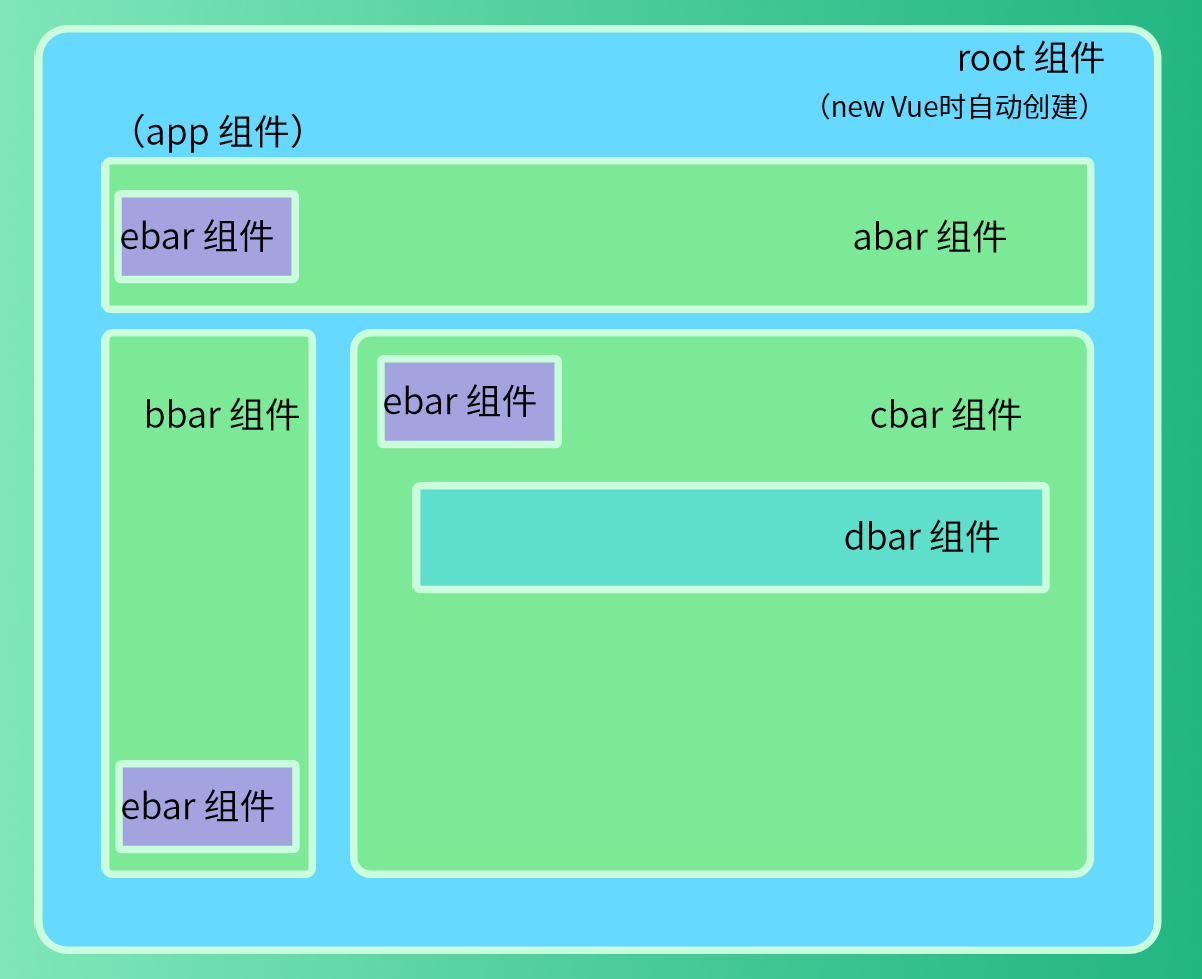 root 组件
（new Vue时自动创建）
（app 组件）
ebar 组件
abar 组件
bbar 组件
ebar 组件
cbar 组件
dbar 组件
ebar 组件